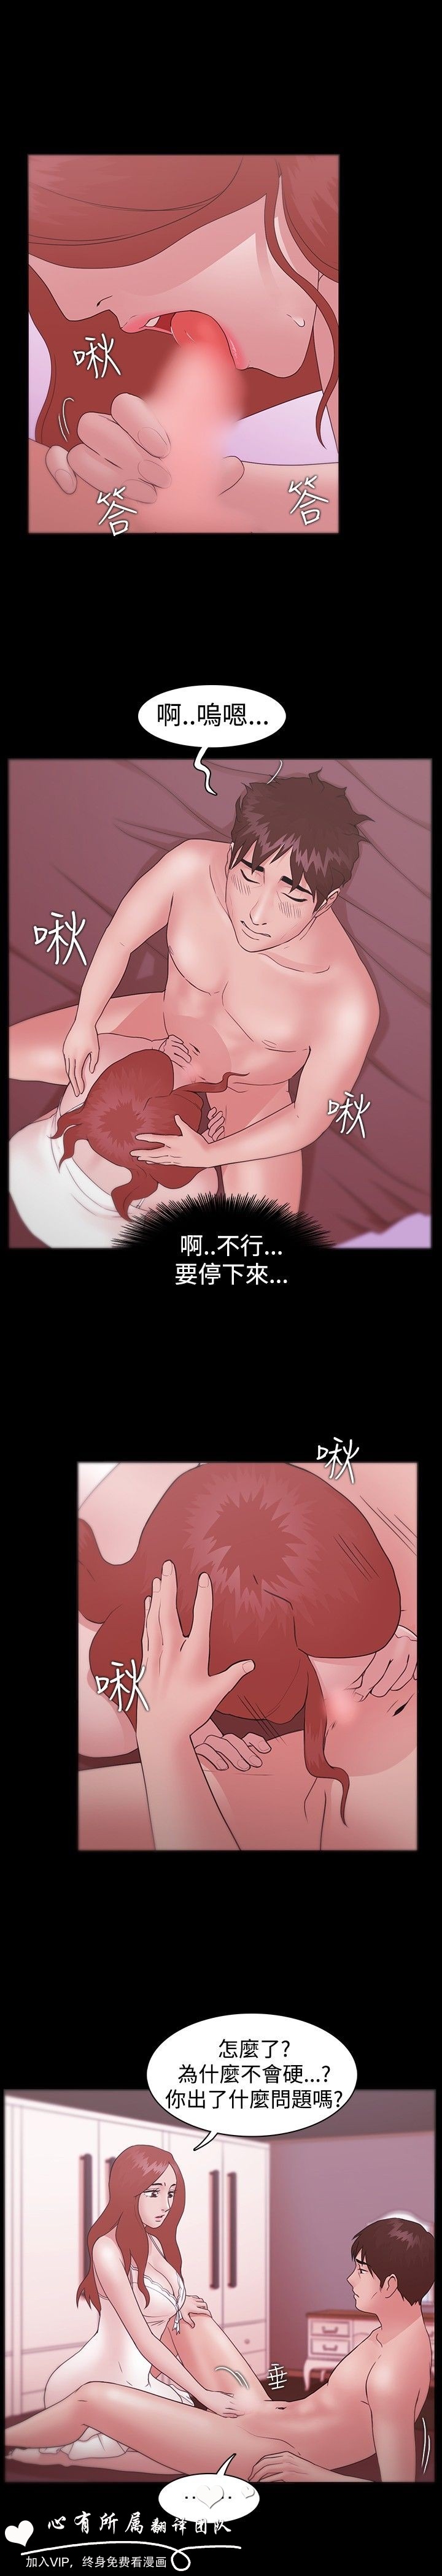 啾
答
答
啊..嗚嗯...
啾
啾
啊..不行...
要停下來...
啾
啾
怎麼了?
為什麼不會硬...?
你出了什麼問題嗎?
垂
......
心有所属翻译团队
加入VIP，终身免费看漫画